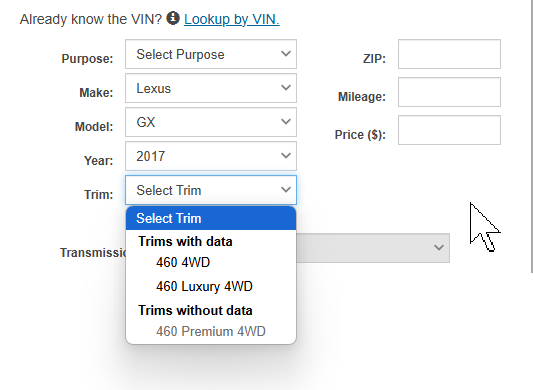 Already know the VIN? Lookup by VIN.
Purpose: Select Purpose
ZIP:
Make: Lexus
Mileage:
Model: GX
Price ($):
Year: 2017
Trim: Select Trim
Select Trim
Trims with data
Transmissio
460 4WD
460 Luxury 4WD
Trims without data
460 Premium 4WD